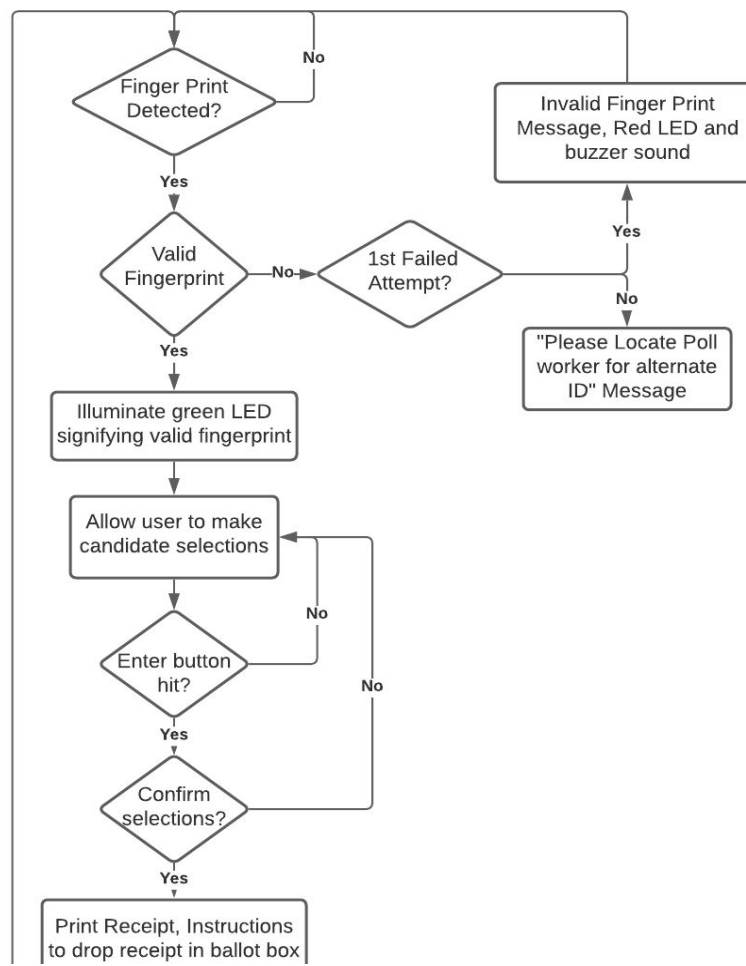 No
Finger Print
Detected?
Invalid Finger Print
Message, Red LED and
buzzer sound
Yes
Valid
Fingerprint
No
1st Failed
Attempt?
Yes
No
"Please Locate Poll
worker for alternate
ID" Message
Yes
Illuminate green LED
signifying valid fingerprint
Allow user to make
candidate selections
No
Enter button
hit?
No
Yes
Confirm
selections?
Yes
Print Receipt, Instructions
to drop receipt in ballot box